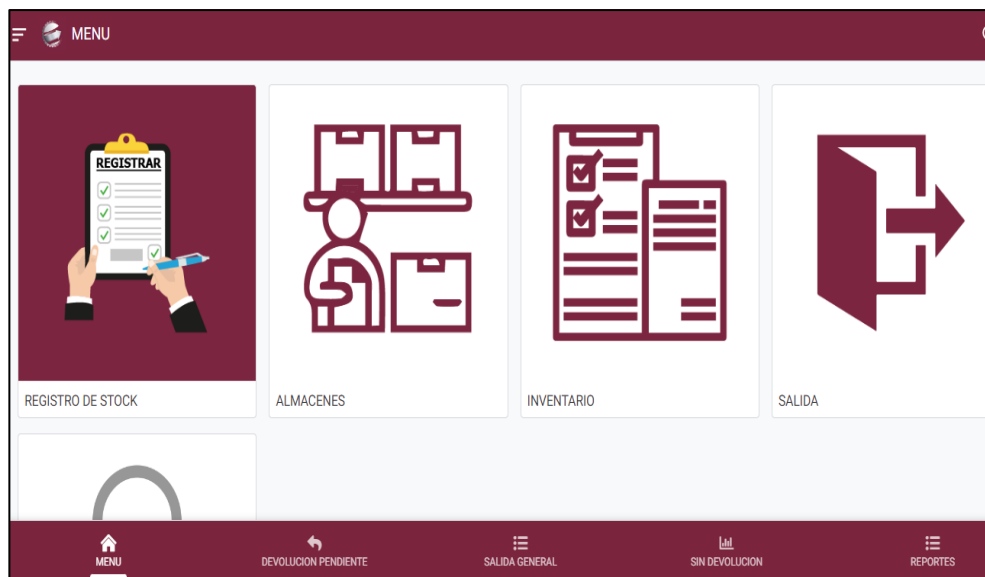 MENU
REGISTRAR
REGISTRO DE STOCK
ALMACENES
INVENTARIO
SALIDA
MENU
DEVOLUCION PENDIENTE
SALIDA GENERAL
SIN DEVOLUCION
REPORTES